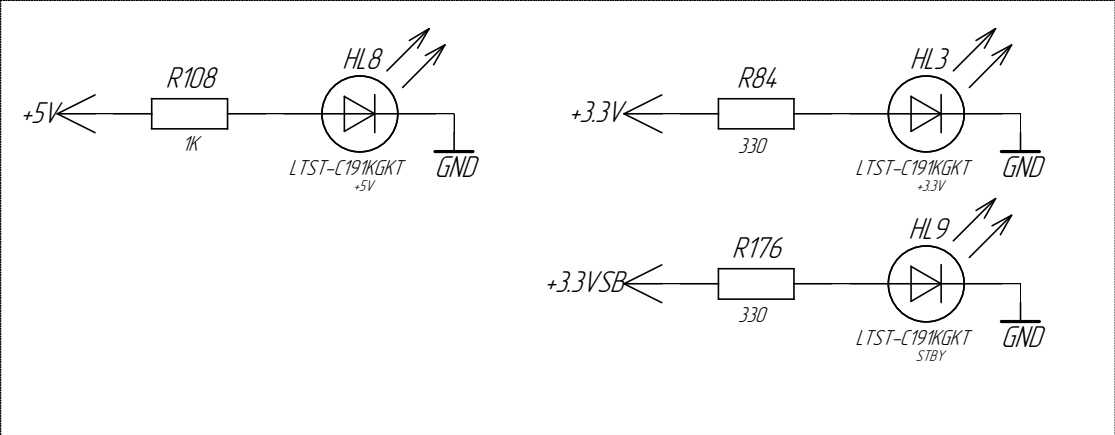 HL8
R108
+5V
1K
LTST-C191KGKT
+5V
GND
HL3
R84
+3.3V
330
LTST-C191KGKT
+3.3V
GND
HL9
R176
+3.3VSB
330
LTST-C191KGKT
STBY
GND